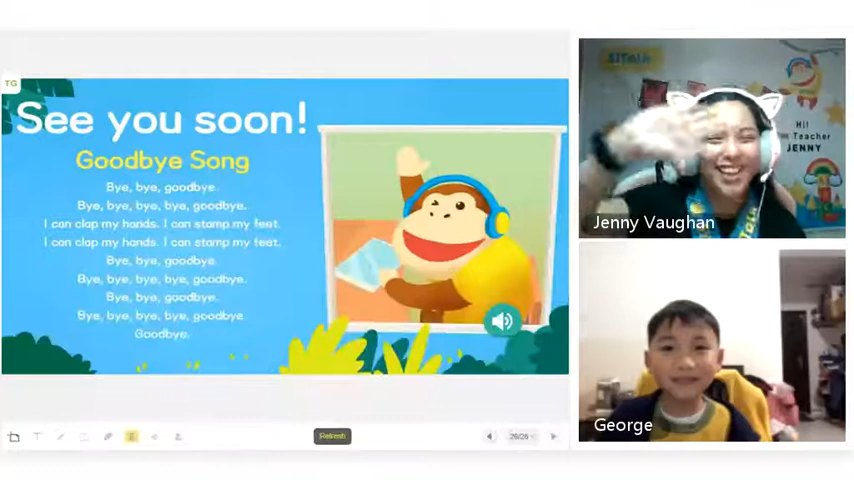 TG
See you soon!
Goodbye Song
Bye, bye, goodbye.
Bye, bye, bye, bye, goodbye.
I can clap my hands. I can stamp my feet.
I can clap my hands. I can stamp my feet.
Bye, bye, goodbye.
Bye, bye, bye, bye, goodbye.
Bye, bye, goodbye.
Bye, bye, bye, bye, goodbye.
Goodbye.
Refresh
26/26
51Talk
Hi!
I'm Teacher
JENNY
Jenny Vaughan
George